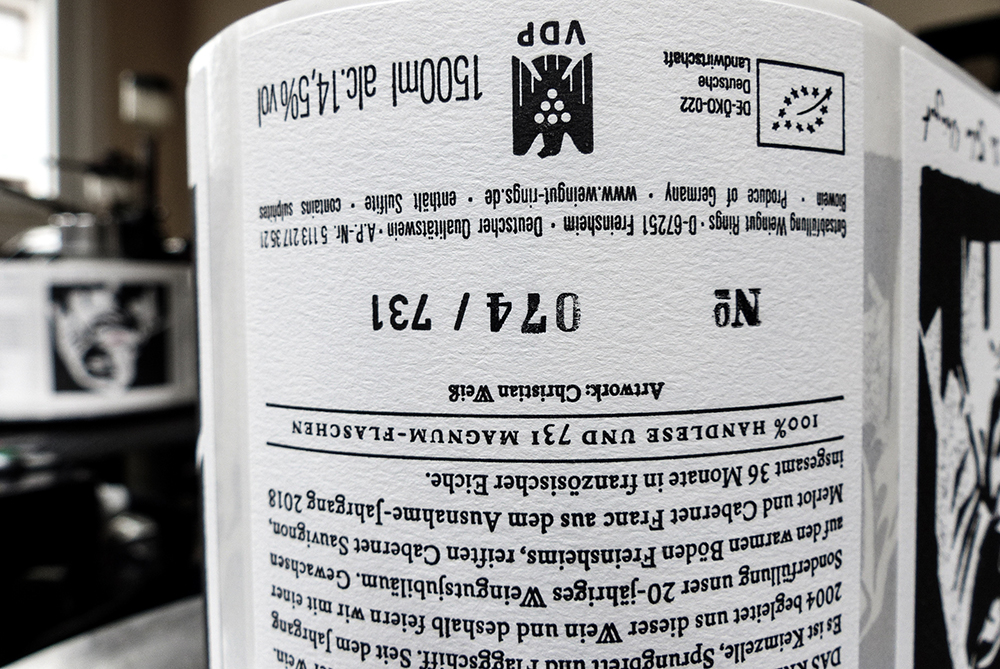 DAS Wein.
Es ist Keimzelle, Sprungbrett und Flaggschiff. Seit dem Jahrgang
2004 begleitet uns dieser Wein und deshalb feiern wir mit einer
Sonderfüllung unser 20-jähriges Weingutsjubiläum. Gewachsen
auf den warmen Böden Freinsheims, reiften Cabernet Sauvignon,
Merlot und Cabernet Franc aus dem Ausnahme-Jahrgang 2018
insgesamt 36 Monate in französischer Eiche.
100% HANDLESE UND 731 MAGNUM-FLASCHEN
Artwork: Christian Weiß
Nº 074 / 731
Gutsabfüllung Weingut Rings · D-67251 Freinsheim · Deutscher Qualitätswein · A.P.-Nr. 5 113 217 35 21
Biowein · Produce of Germany · www.weingut-rings.de · enthält Sulfite · contains sulphites
DE-ÖKO-022
Deutsche
Landwirtschaft
VDP
1500ml alc.14,5%vol